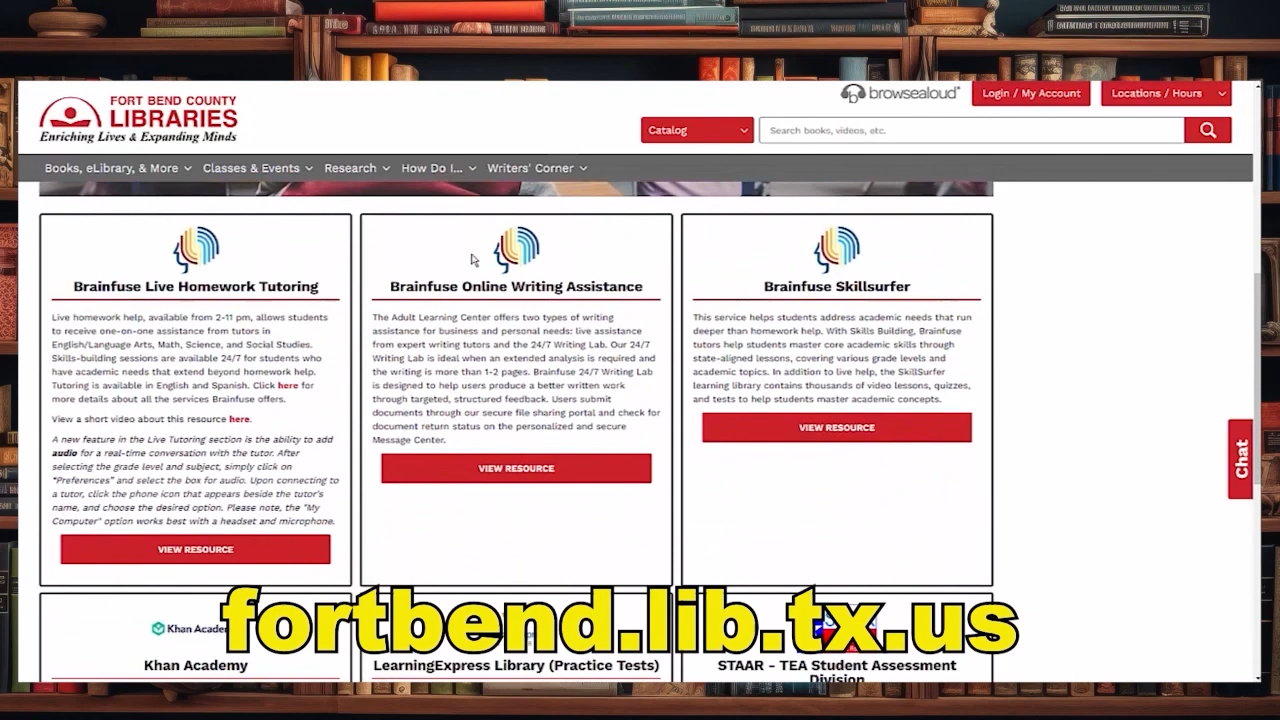 FORT BEND COUNTY
LIBRARIES
Enriching Lives & Expanding Minds
browsealoud
Login / My Account
Locations / Hours
Catalog
Search books, videos, etc.
Books, eLibrary, & More
Classes & Events
Research
How Do I...
Writers' Corner
Brainfuse Live Homework Tutoring
Live homework help, available from 2-11 pm, allows students
to receive one-on-one assistance from tutors in
English/Language Arts, Math, Science, and Social Studies.
Skills-building sessions are available 24/7 for students who
have academic needs that extend beyond homework help.
Tutoring is available in English and Spanish. Click here for
more details about all the services Brainfuse offers.
View a short video about this resource here.
A new feature in the Live Tutoring section is the ability to add
audio for a real-time conversation with the tutor. After
selecting the grade level and subject, simply click on
"Preferences" and select the box for audio. Upon connecting to
a tutor, click the phone icon that appears beside the tutor's
name, and choose the desired option. Please note, the "My
Computer" option works best with a headset and microphone.
VIEW RESOURCE
Brainfuse Online Writing Assistance
The Adult Learning Center offers two types of writing
assistance for business and personal needs: live assistance
from expert writing tutors and the 24/7 Writing Lab. Our 24/7
Writing Lab is ideal when an extended analysis is required and
the writing is more than 1-2 pages. Brainfuse 24/7 Writing Lab
is designed to help users produce a better written work
through targeted, structured feedback. Users submit
documents through our secure file sharing portal and check for
document return status on the personalized and secure
Message Center.
VIEW RESOURCE
Brainfuse Skillsurfer
This service helps students address academic needs that run
deeper than homework help. With Skills Building, Brainfuse
tutors help students master core academic skills through
state-aligned lessons, covering various grade levels and
academic topics. In addition to live help, the SkillSurfer
learning library contains thousands of video lessons, quizzes,
and tests to help students master academic concepts.
VIEW RESOURCE
Chat
fortbend.lib.tx.us
Khan
Khan Academy
LearningExpress Library (Practice Tests)
STAAR - TEA Student Assessment
Division